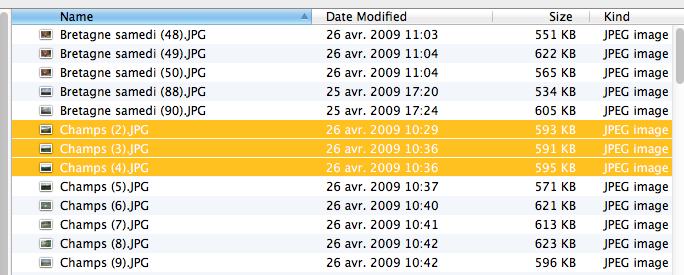 Name Date Modified Size Kind
Bretagne samedi (48).JPG 26 avr. 2009 11:03 551 KB JPEG image
Bretagne samedi (49).JPG 26 avr. 2009 11:04 622 KB JPEG image
Bretagne samedi (50).JPG 26 avr. 2009 11:04 565 KB JPEG image
Bretagne samedi (88).JPG 25 avr. 2009 17:20 534 KB JPEG image
Bretagne samedi (90).JPG 25 avr. 2009 17:24 605 KB JPEG image
Champs (2).JPG 26 avr. 2009 10:29 593 KB JPEG image
Champs (3).JPG 26 avr. 2009 10:36 591 KB JPEG image
Champs (4).JPG 26 avr. 2009 10:36 595 KB JPEG image
Champs (5).JPG 26 avr. 2009 10:37 571 KB JPEG image
Champs (6).JPG 26 avr. 2009 10:40 621 KB JPEG image
Champs (7).JPG 26 avr. 2009 10:41 613 KB JPEG image
Champs (8).JPG 26 avr. 2009 10:42 623 KB JPEG image
Champs (9).JPG 26 avr. 2009 10:42 596 KB JPEG image